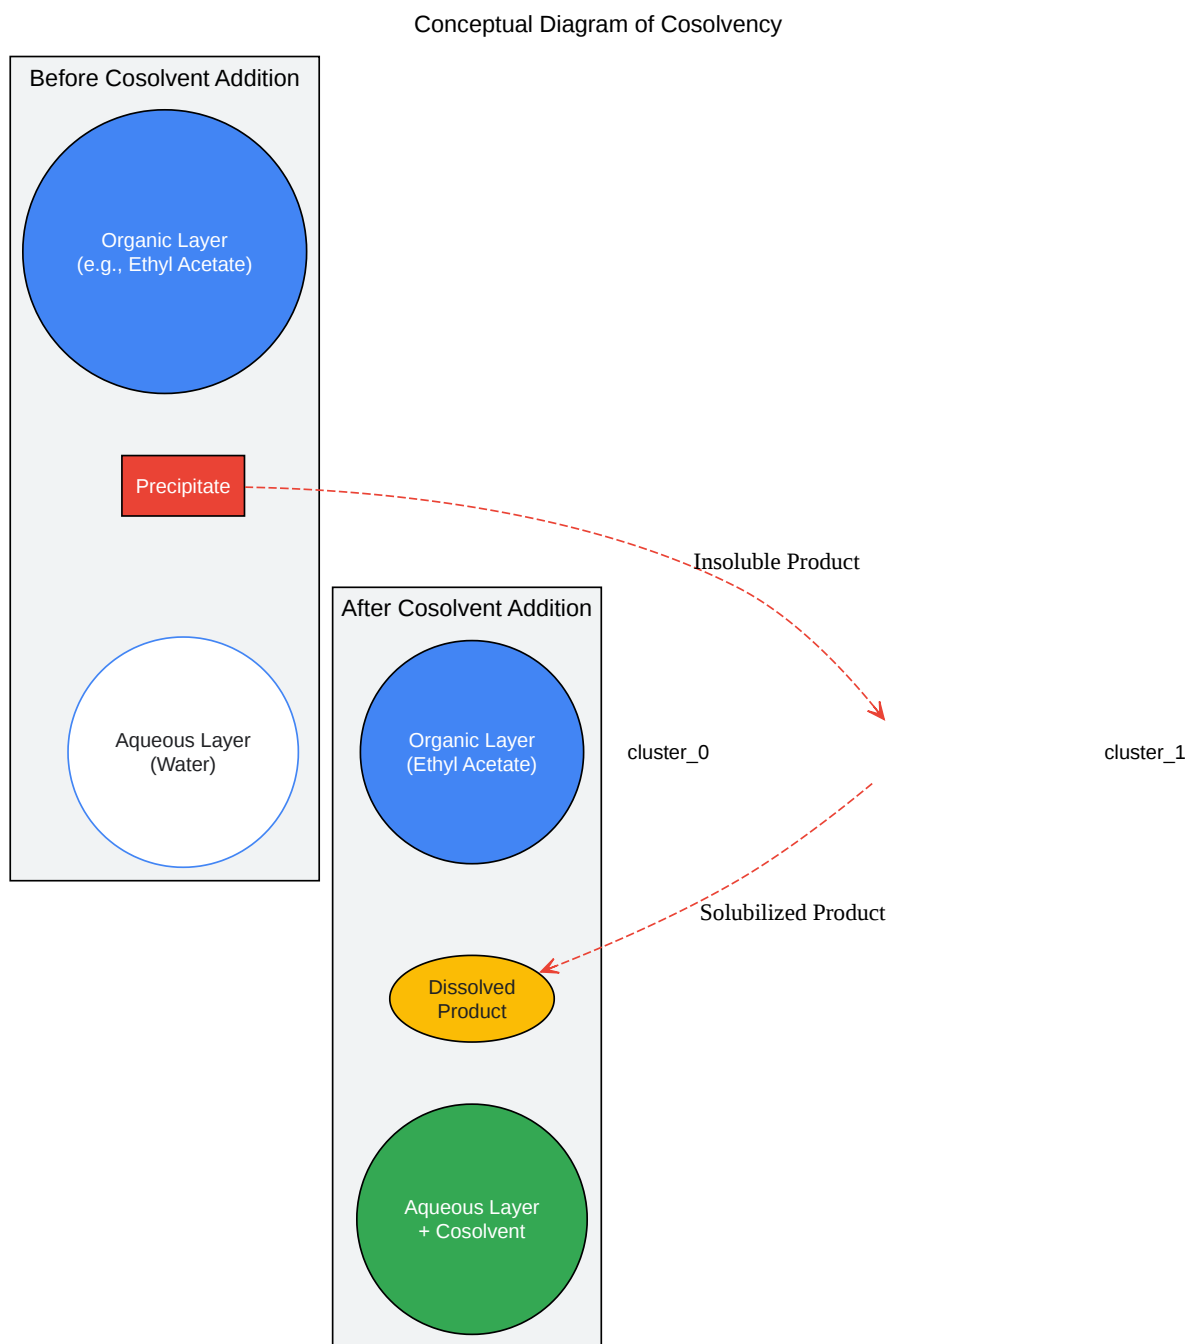 Conceptual Diagram of Cosolvency
Before Cosolvent Addition
Organic Layer
(e.g., Ethyl Acetate)
Precipitate
Insoluble Product
Aqueous Layer
(Water)
After Cosolvent Addition
Organic Layer
(Ethyl Acetate)
cluster_0
cluster_1
Solubilized Product
Dissolved
Product
Aqueous Layer
+ Cosolvent